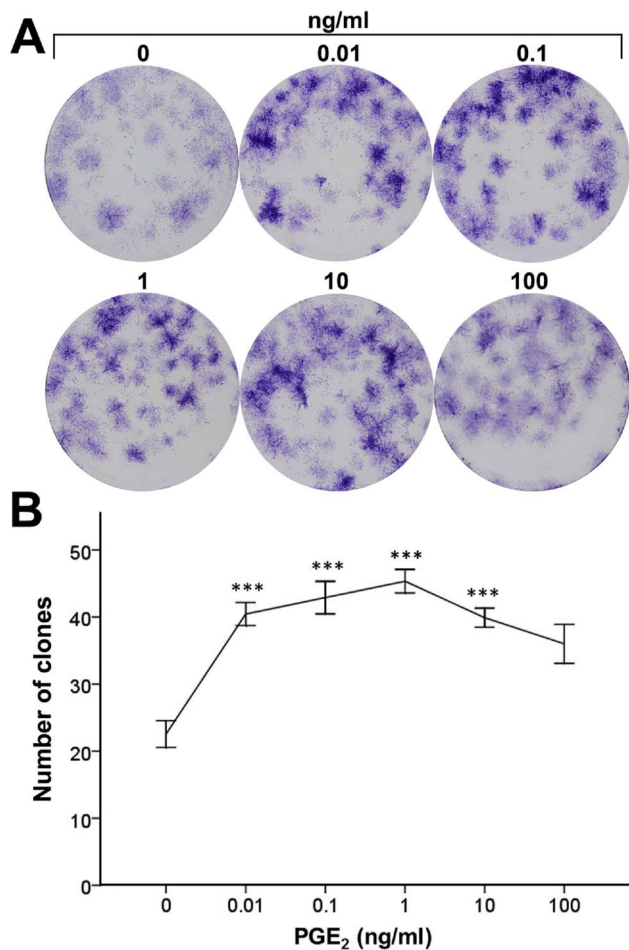 A
ng/ml
0 0.01 0.1
1 10 100
B
Number of clones
50
40
30
20
10
0
*** *** *** ***
0 0.01 0.1 1 10 100
PGE₂ (ng/ml)